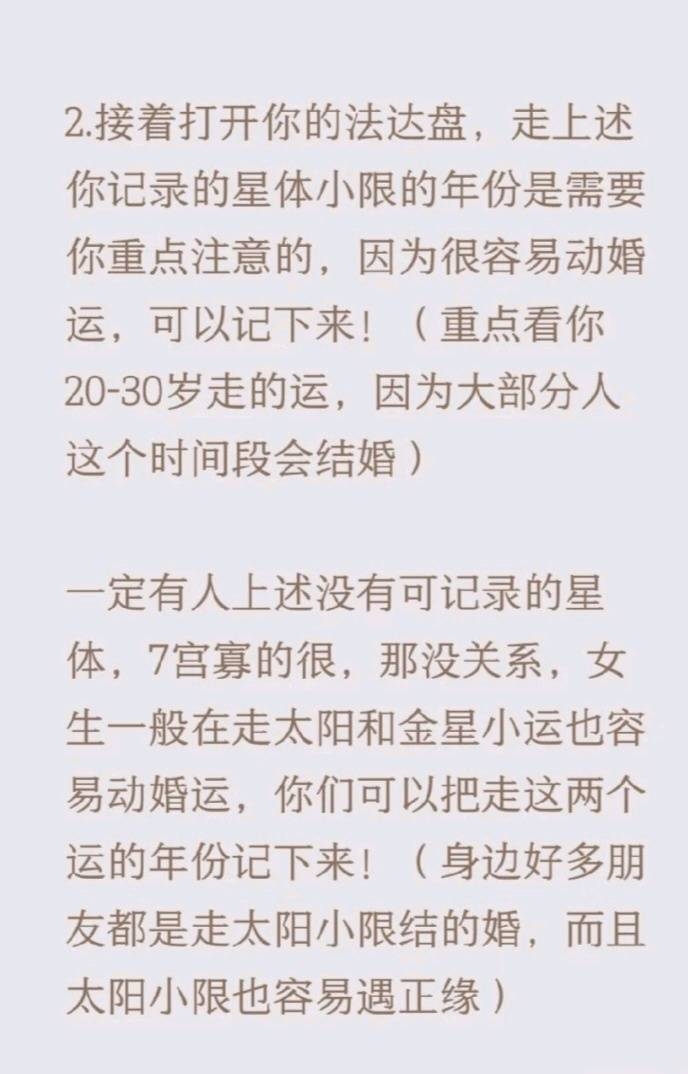 2.接着打开你的法达盘，走上述
你记录的星体小限的年份是需要
你重点注意的，因为很容易动婚
运，可以记下来！（重点看你
20-30岁走的运，因为大部分人
这个时间段会结婚）
一定有人上述没有可记录的星
体，7宫寡的很，那没关系，女
生一般在走太阳和金星小运也容
易动婚运，你们可以把走这两个
运的年份记下来！（身边好多朋
友都是走太阳小限结的婚，而且
太阳小限也容易遇正缘）